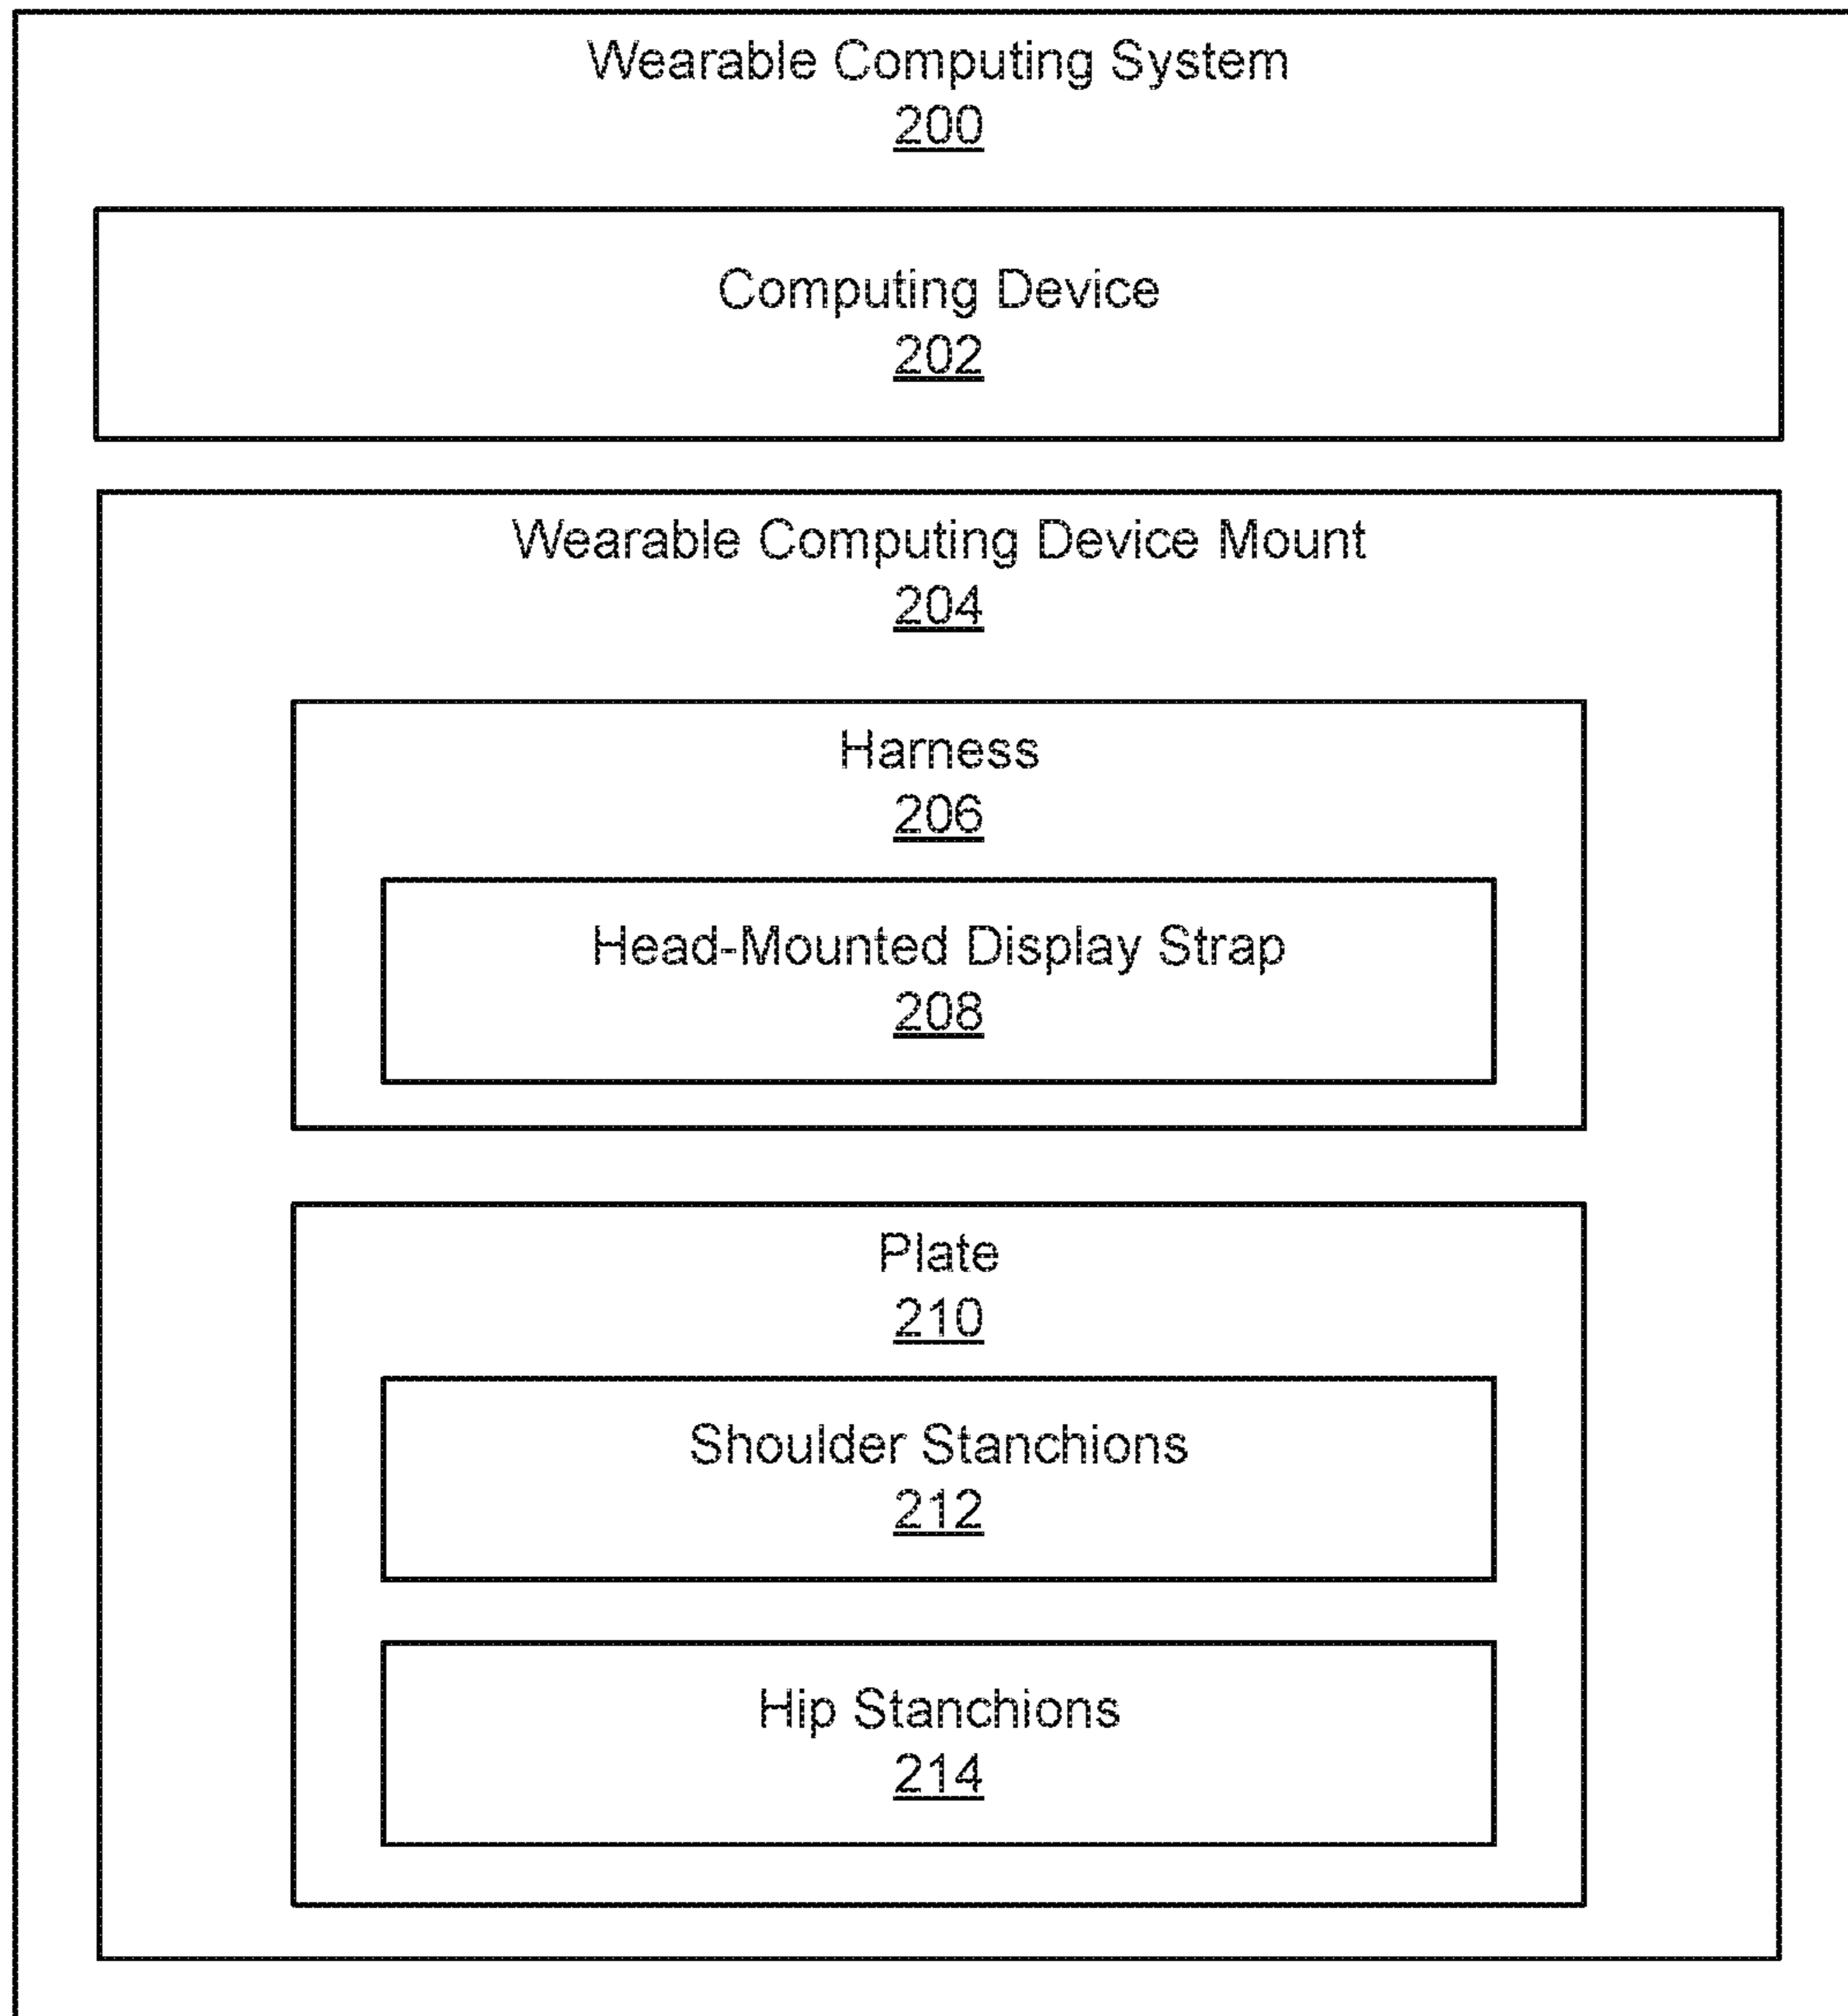 Wearable Computing System
200
Computing Device
202
Wearable Computing Device Mount
204
Harness
206
Head-Mounted Display Strap
208
Plate
210
Shoulder Stanchions
212
Hip Stanchions
214